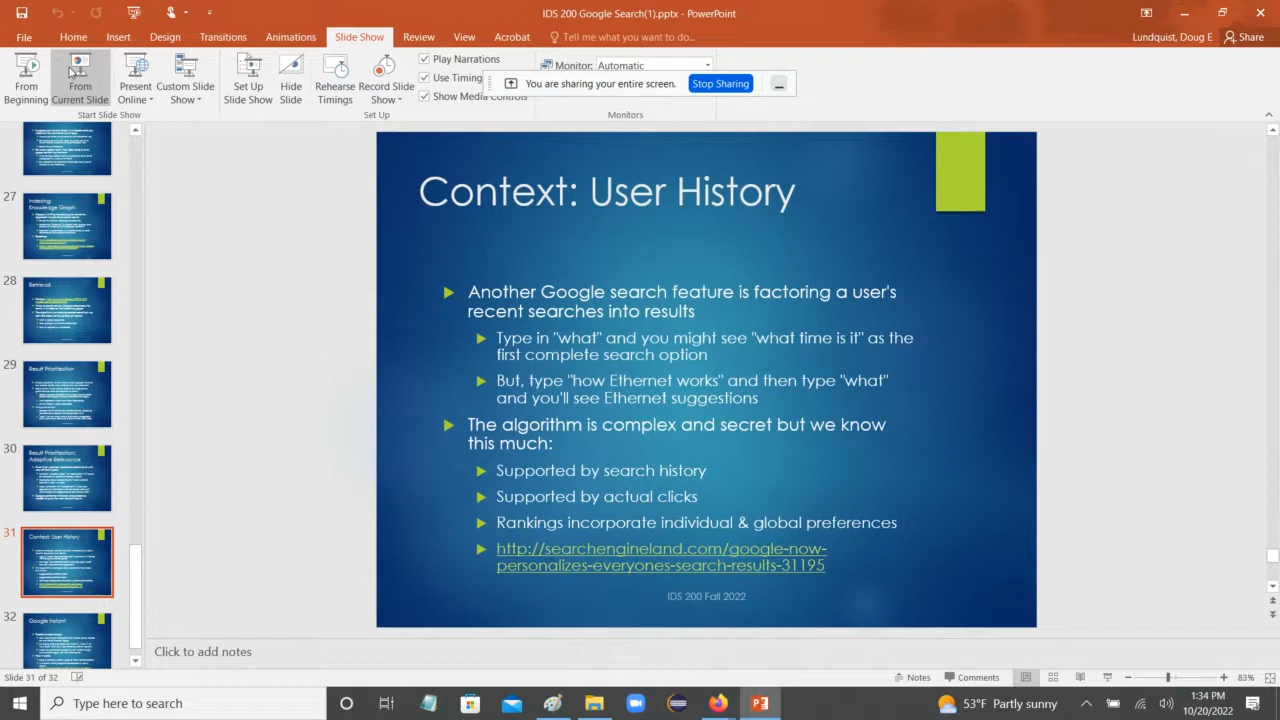 IDS 200 Google Search(1).pptx - PowerPoint
File Home Insert Design Transitions Animations Slide Show Review View Acrobat Tell me what you want to do... Lundquist, Doug E Share
Play Narrations
Monitor: Automatic
Use Timing
You are sharing your entire screen. Stop Sharing
Show Media Controls
From Beginning
From Current Slide
Present Online
Custom Slide Show
Set Up Slide Show
Hide Slide
Rehearse Timings
Record Slide Show
Start Slide Show
Set Up
Monitors
27
Indexing:
Knowledge Graph
28
Retrieval
29
Result Prioritization
30
Result Prioritization:
Adaptive Relevance
31
Context: User History
32
Google Instant
Context: User History
Another Google search feature is factoring a user's
recent searches into results
Type in "what" and you might see "what time is it" as the
first complete search option
type "how Ethernet works" and then type "what"
and you'll see Ethernet suggestions
The algorithm is complex and secret but we know
this much:
Supported by search history
Supported by actual clicks
Rankings incorporate individual & global preferences
http://searchengineland.com/google-now-
personalizes-everyones-search-results-31195
IDS 200 Fall 2022
Click to add notes
Slide 31 of 32
Notes Comments 83%
Type here to search
53°F Partly sunny
1:34 PM
10/20/2022